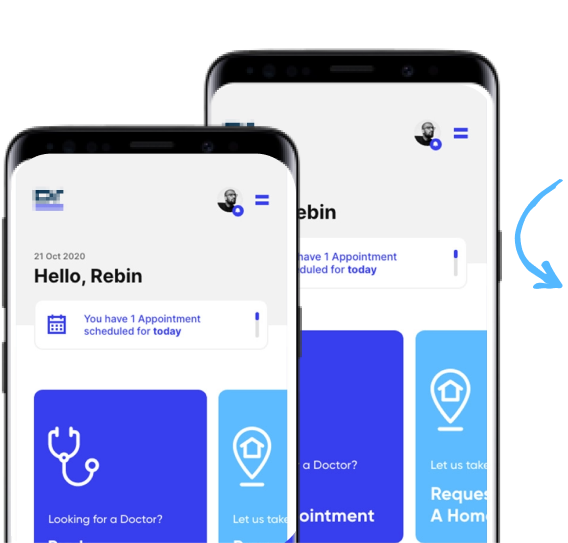 21 Oct 2020
Hello, Rebin
You have 1 Appointment
scheduled for today
Looking for a Doctor?
Let us take
ebin
have 1 Appointment
duled for today
a Doctor?
ointment
Let us take
Reques
A Hom